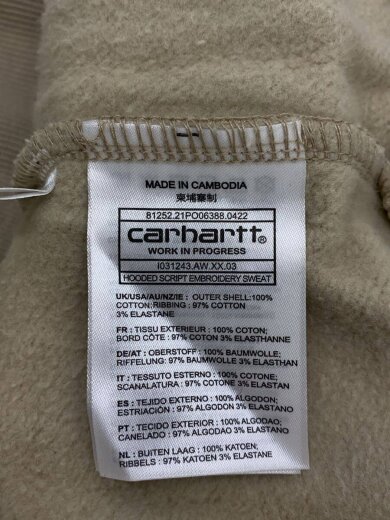 MADE IN CAMBODIA
柬埔寨制
81252.21PO06388.0422
carhartt®
WORK IN PROGRESS
I031243.AW.XX.03
HOODED SCRIPT EMBROIDERY SWEAT
UK/USA/AU/NZ/IE : OUTER SHELL:100%
COTTON;RIBBING : 97% COTTON
3% ELASTANE
FR : TISSU EXTERIEUR : 100% COTON;
BORD CÔTE : 97% COTON 3% ELASTHANNE
DE/AT : OBERSTOFF : 100% BAUMWOLLE;
RIFFELUNG: 97% BAUMWOLLE 3% ELASTHAN
IT : TESSUTO ESTERNO : 100% COTONE;
SCANALATURA : 97% COTONE 3% ELASTAN
ES : TEJIDO EXTERIOR : 100% ALGODON;
ESTRIACIÓN : 97% ALGODON 3% ELASTANO
PT : TECIDO EXTERIOR : 100% ALGODAO;
CANELADO : 97% ALGODAO 3% ELASTANO
NL : BUITEN LAAG : 100% KATOEN,
RIBBELS : 97% KATOEN 3% ELASTAN